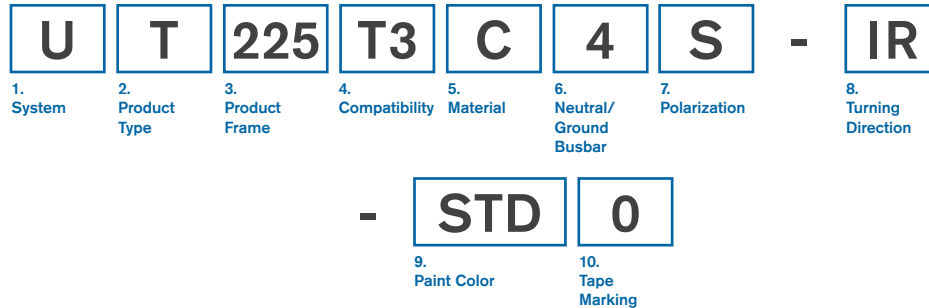 U T 225 T3 C 4 S - IR
1. 2. 3. 4. 5. 6. 7. 8.
System Product Product Compatibility Material Neutral/ Polarization Turning
Type Frame Ground Direction
Busbar
- STD 0
9. 10.
Paint Color Tape
Marking